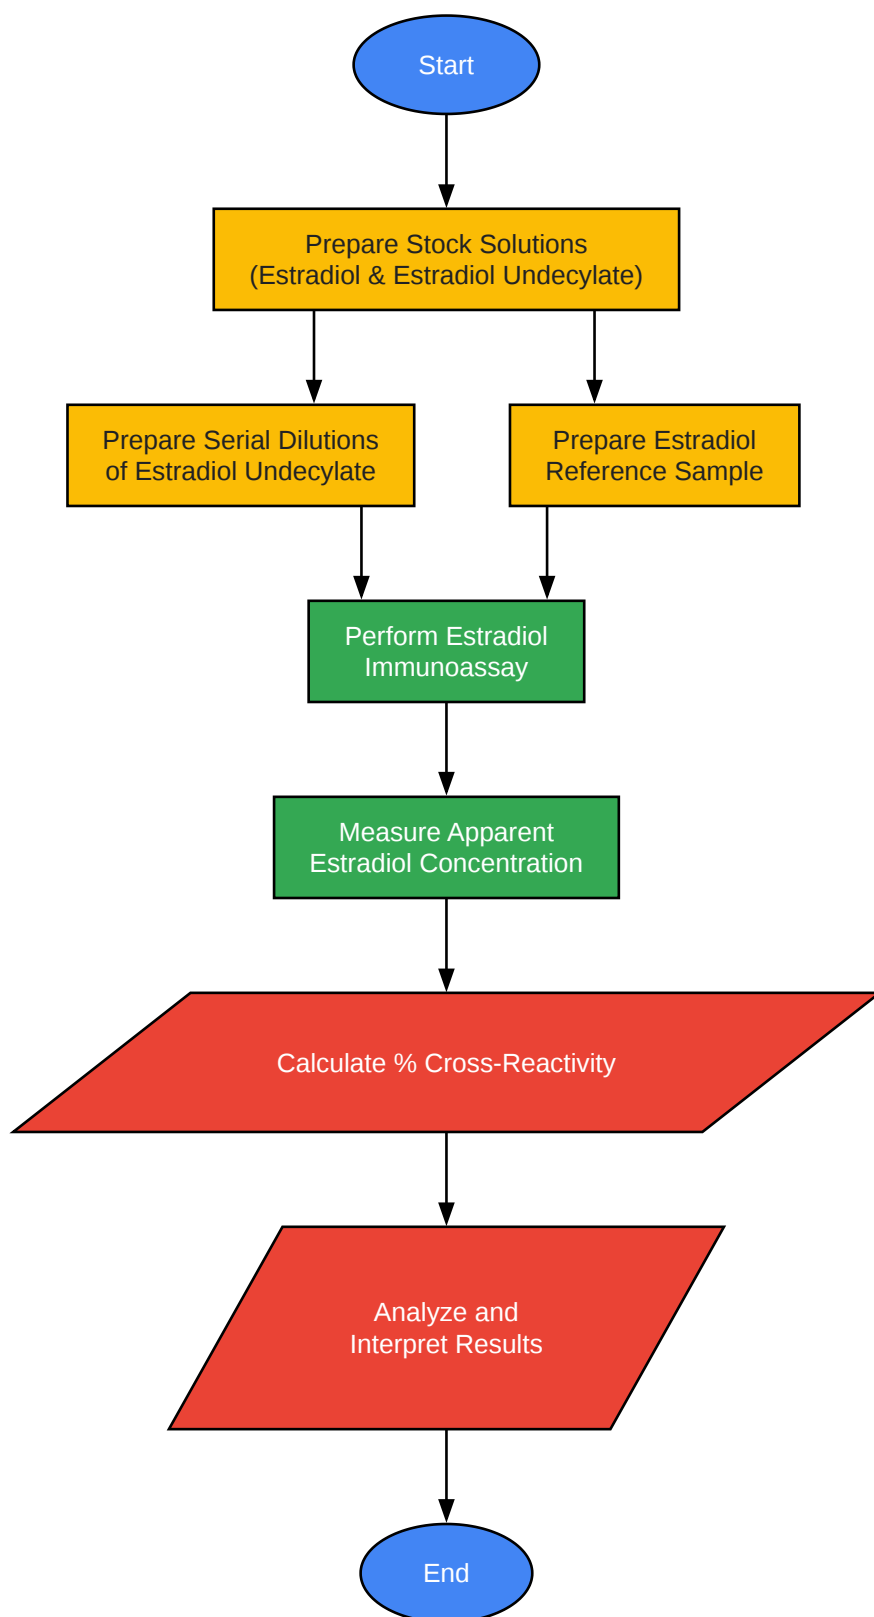 Start
Prepare Stock Solutions
(Estradiol & Estradiol Undecylate)
Prepare Serial Dilutions
of Estradiol Undecylate
Prepare Estradiol
Reference Sample
Perform Estradiol
Immunoassay
Measure Apparent
Estradiol Concentration
Calculate % Cross-Reactivity
Analyze and
Interpret Results
End